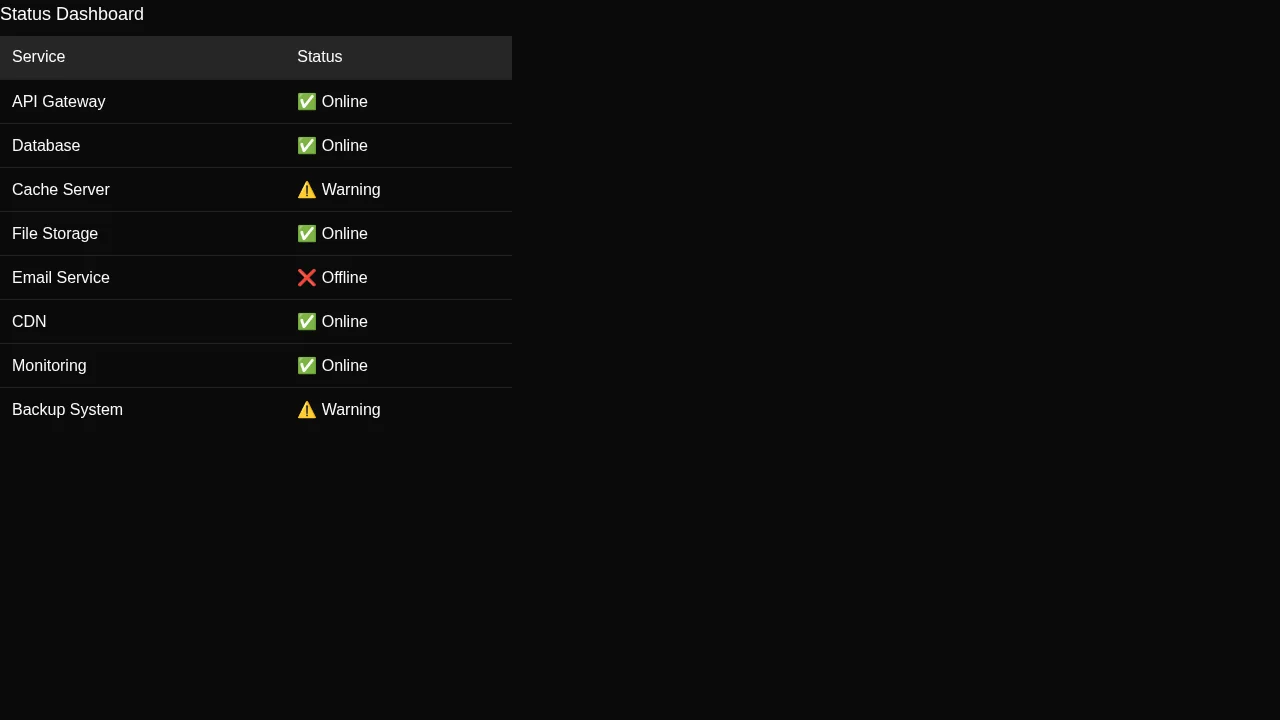 Status Dashboard
Service Status
API Gateway ✅ Online
Database ✅ Online
Cache Server ⚠️ Warning
File Storage ✅ Online
Email Service ❌ Offline
CDN ✅ Online
Monitoring ✅ Online
Backup System ⚠️ Warning